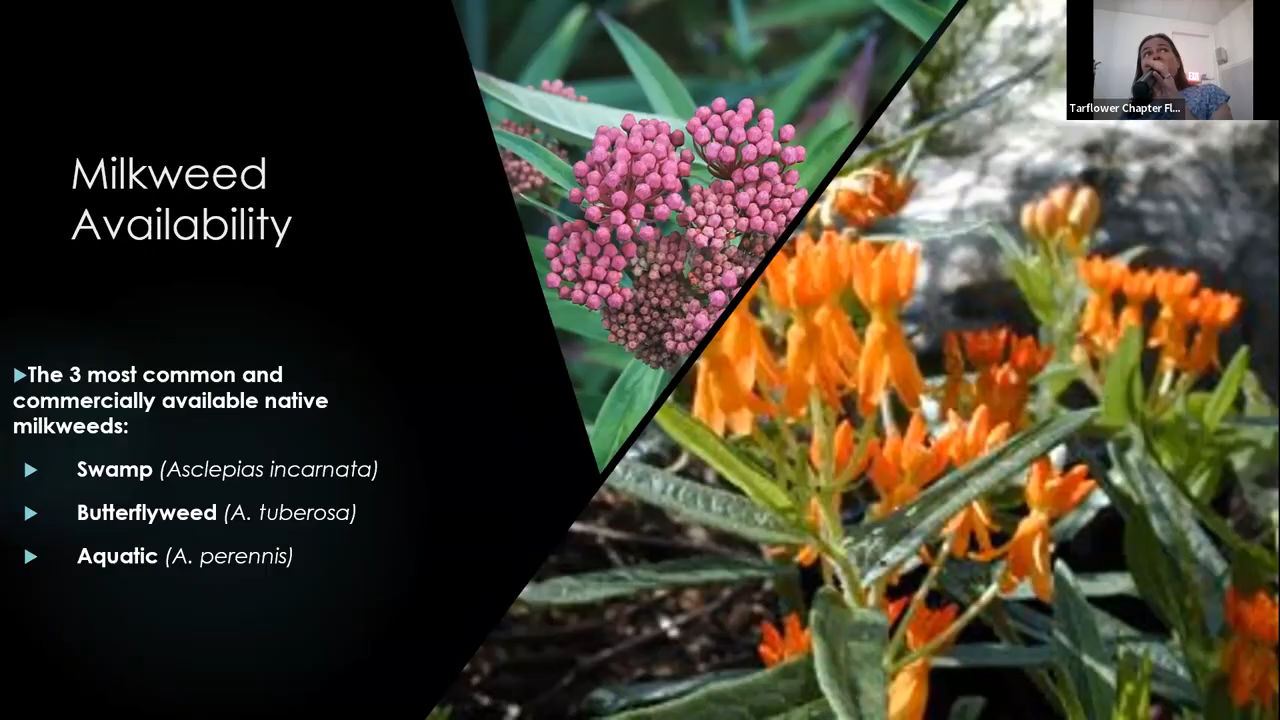 Milkweed
Availability
The 3 most common and
commercially available native
milkweeds:
Swamp (Asclepias incarnata)
Butterflyweed (A. tuberosa)
Aquatic (A. perennis)
EXIT
Tarflower Chapter Fl...